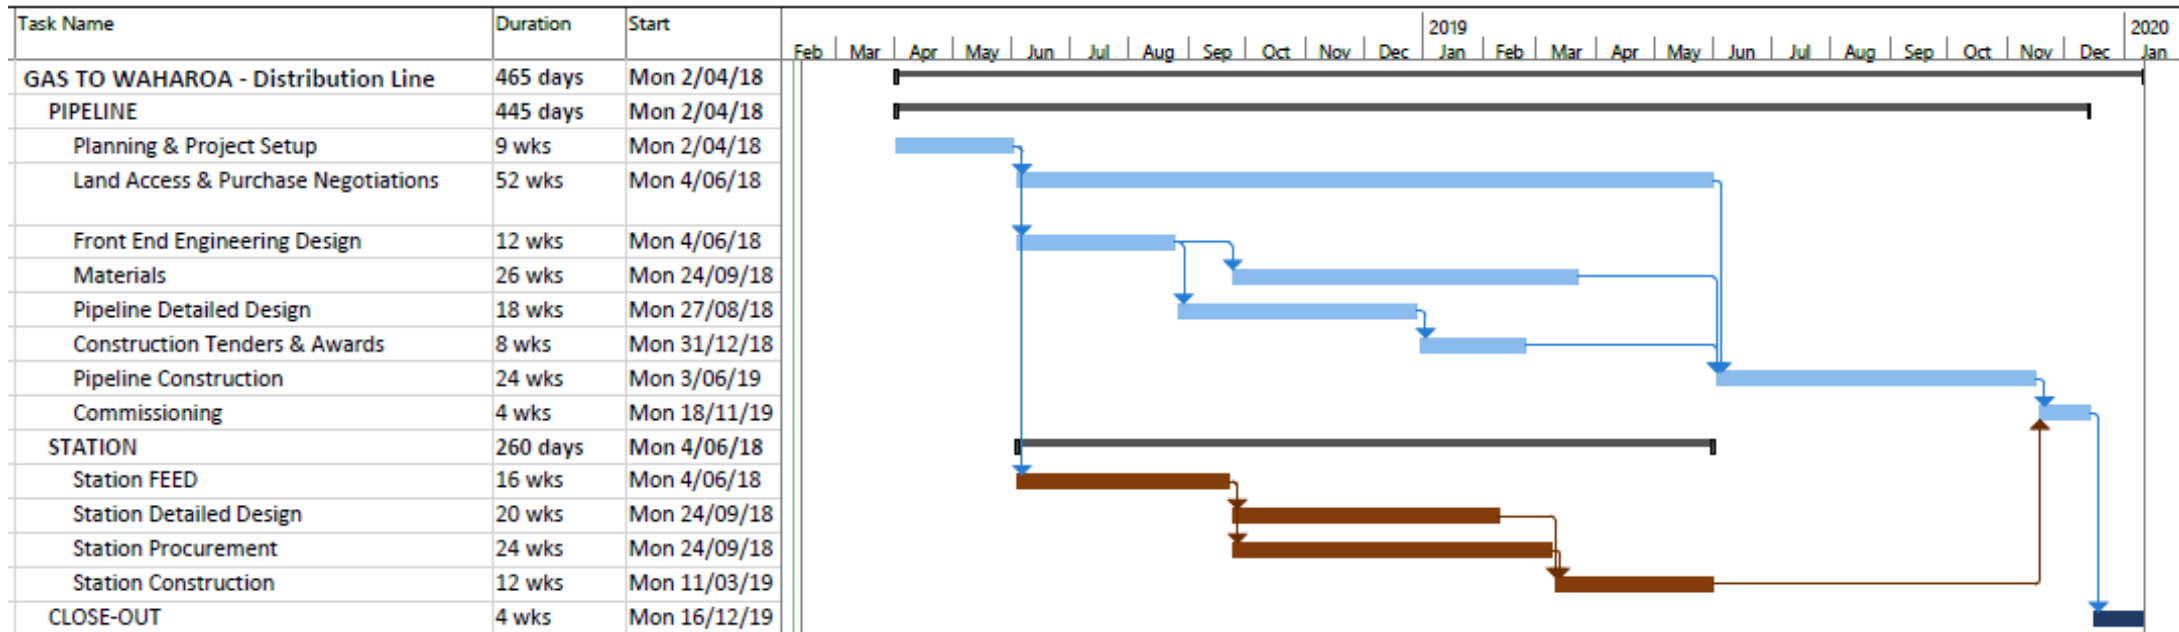 Task Name Duration Start
2019 2020
Feb Mar Apr May Jun Jul Aug Sep Oct Nov Dec Jan Feb Mar Apr May Jun Jul Aug Sep Oct Nov Dec Jan
GAS TO WAHAROA - Distribution Line 465 days Mon 2/04/18
PIPELINE 445 days Mon 2/04/18
Planning & Project Setup 9 wks Mon 2/04/18
Land Access & Purchase Negotiations 52 wks Mon 4/06/18
Front End Engineering Design 12 wks Mon 4/06/18
Materials 26 wks Mon 24/09/18
Pipeline Detailed Design 18 wks Mon 27/08/18
Construction Tenders & Awards 8 wks Mon 31/12/18
Pipeline Construction 24 wks Mon 3/06/19
Commissioning 4 wks Mon 18/11/19
STATION 260 days Mon 4/06/18
Station FEED 16 wks Mon 4/06/18
Station Detailed Design 20 wks Mon 24/09/18
Station Procurement 24 wks Mon 24/09/18
Station Construction 12 wks Mon 11/03/19
CLOSE-OUT 4 wks Mon 16/12/19